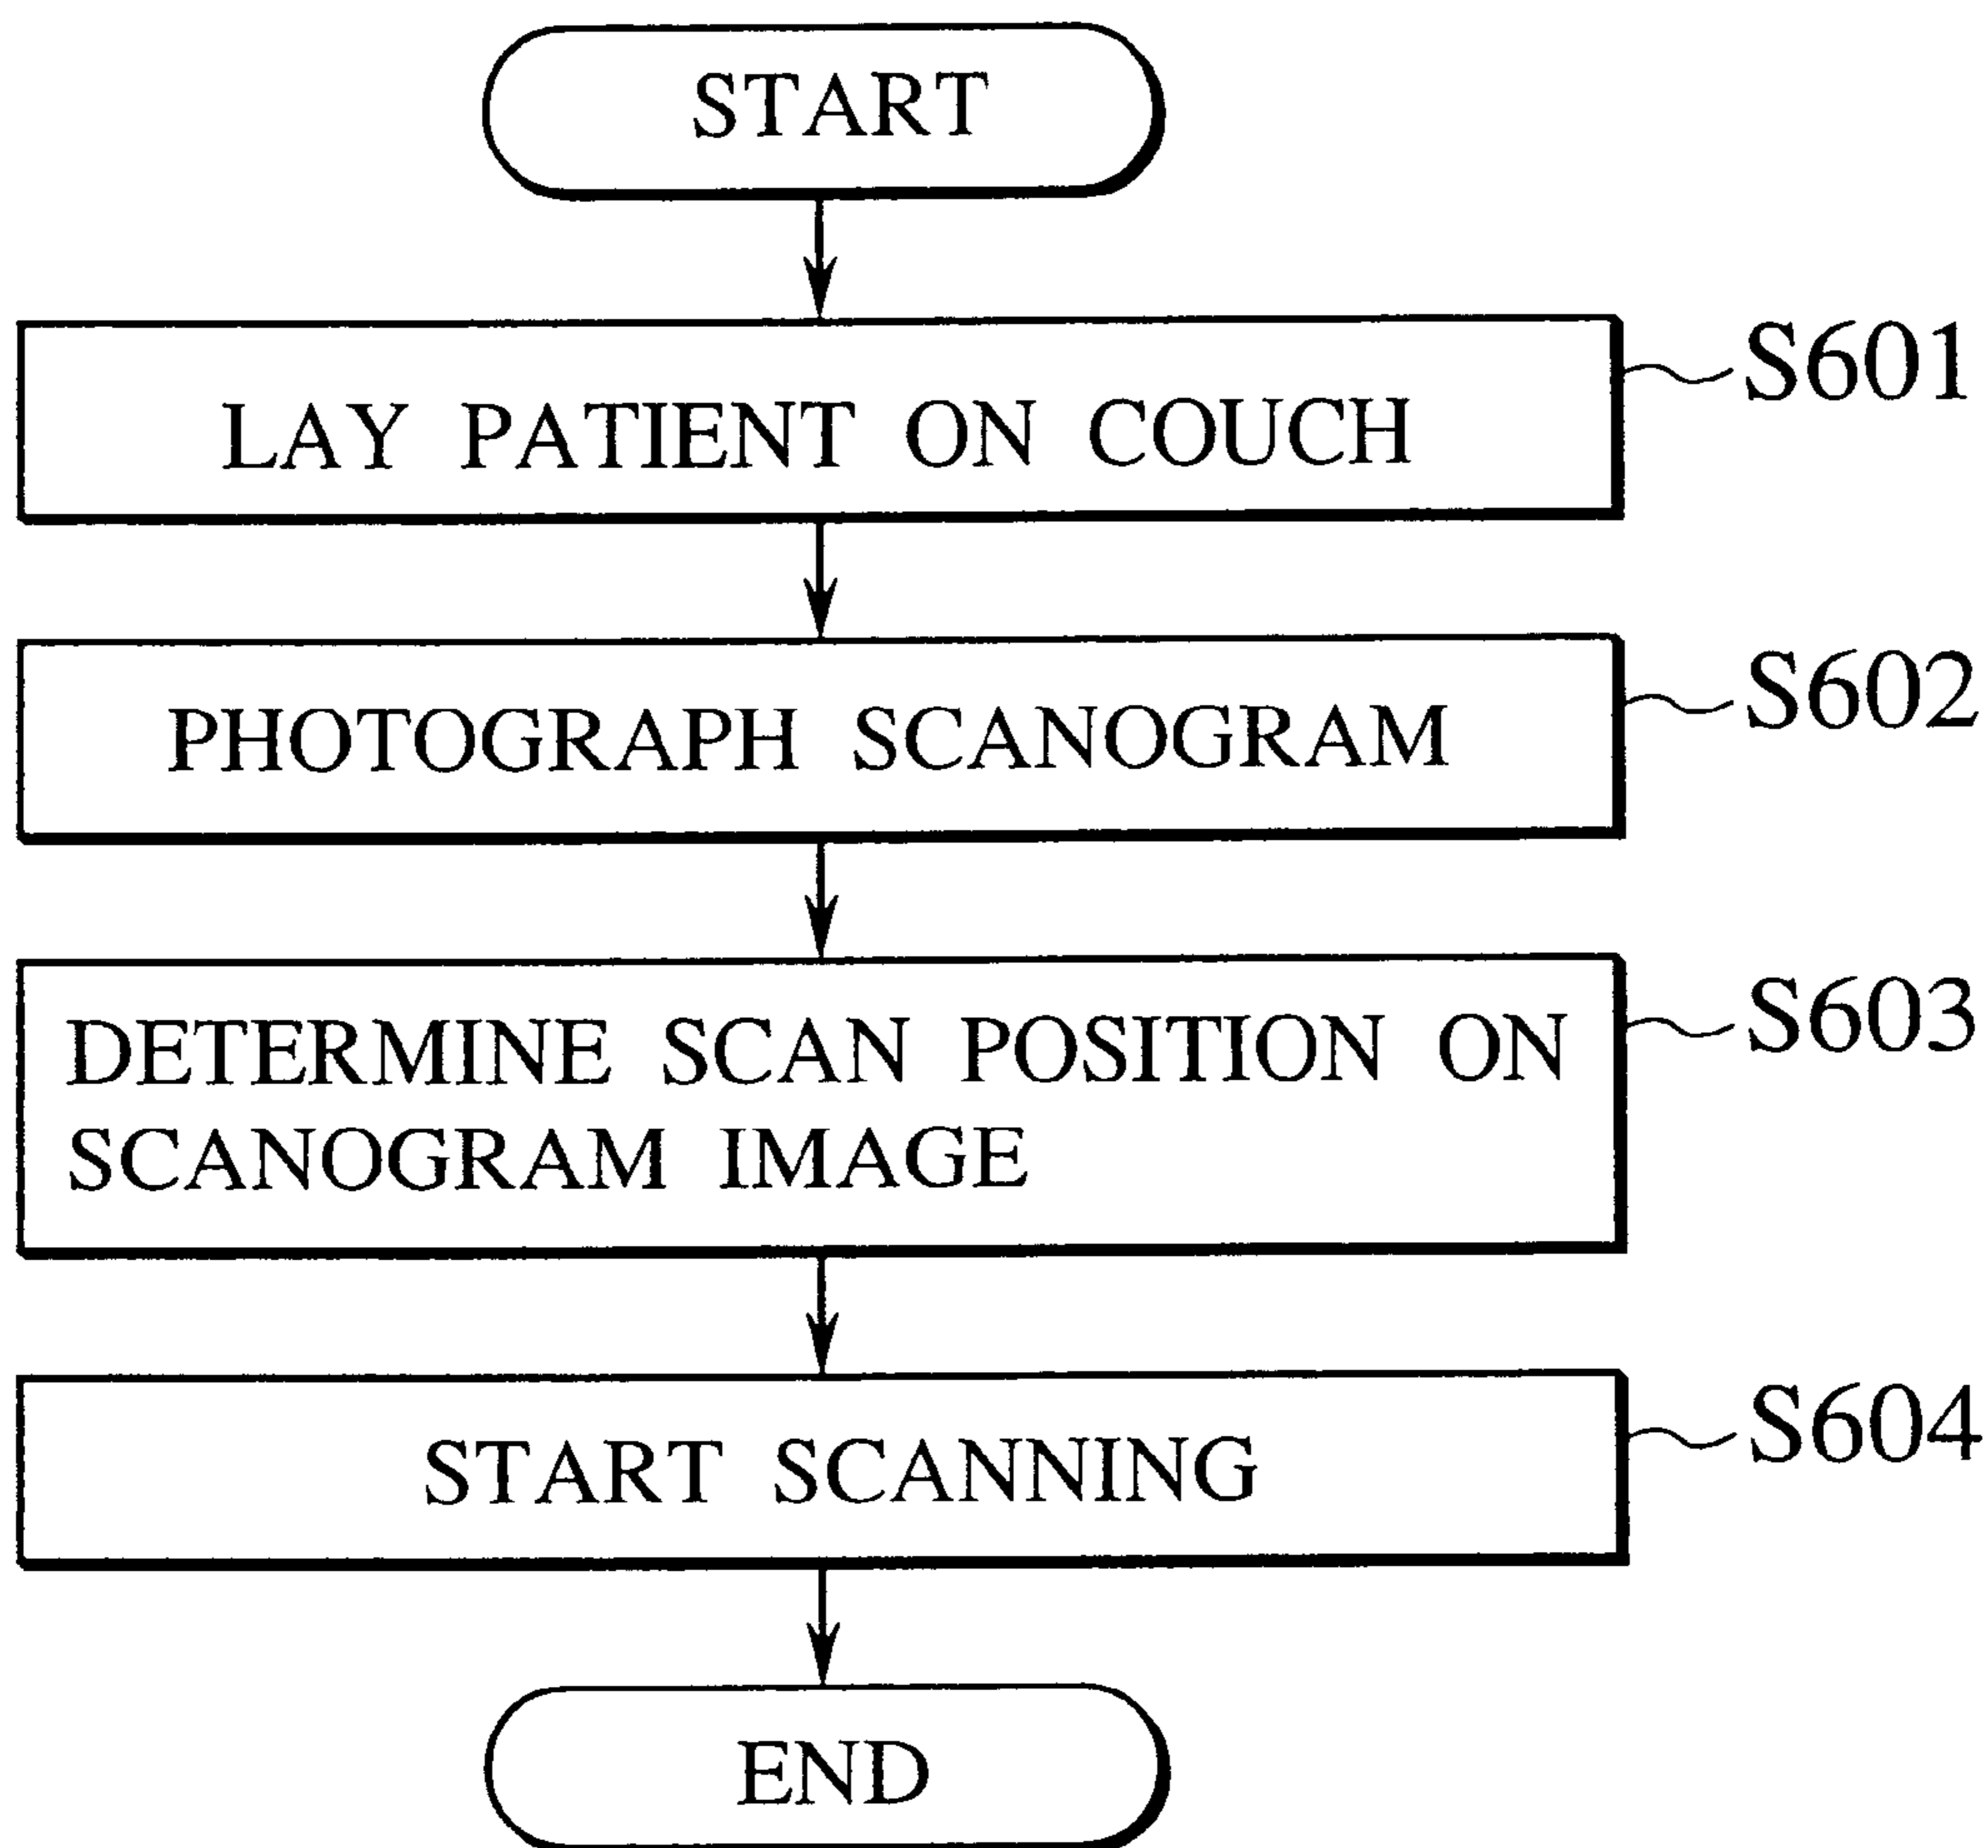 START
LAY PATIENT ON COUCH
S601
PHOTOGRAPH SCANOGRAM
S602
DETERMINE SCAN POSITION ON
SCANOGRAM IMAGE
S603
START SCANNING
S604
END